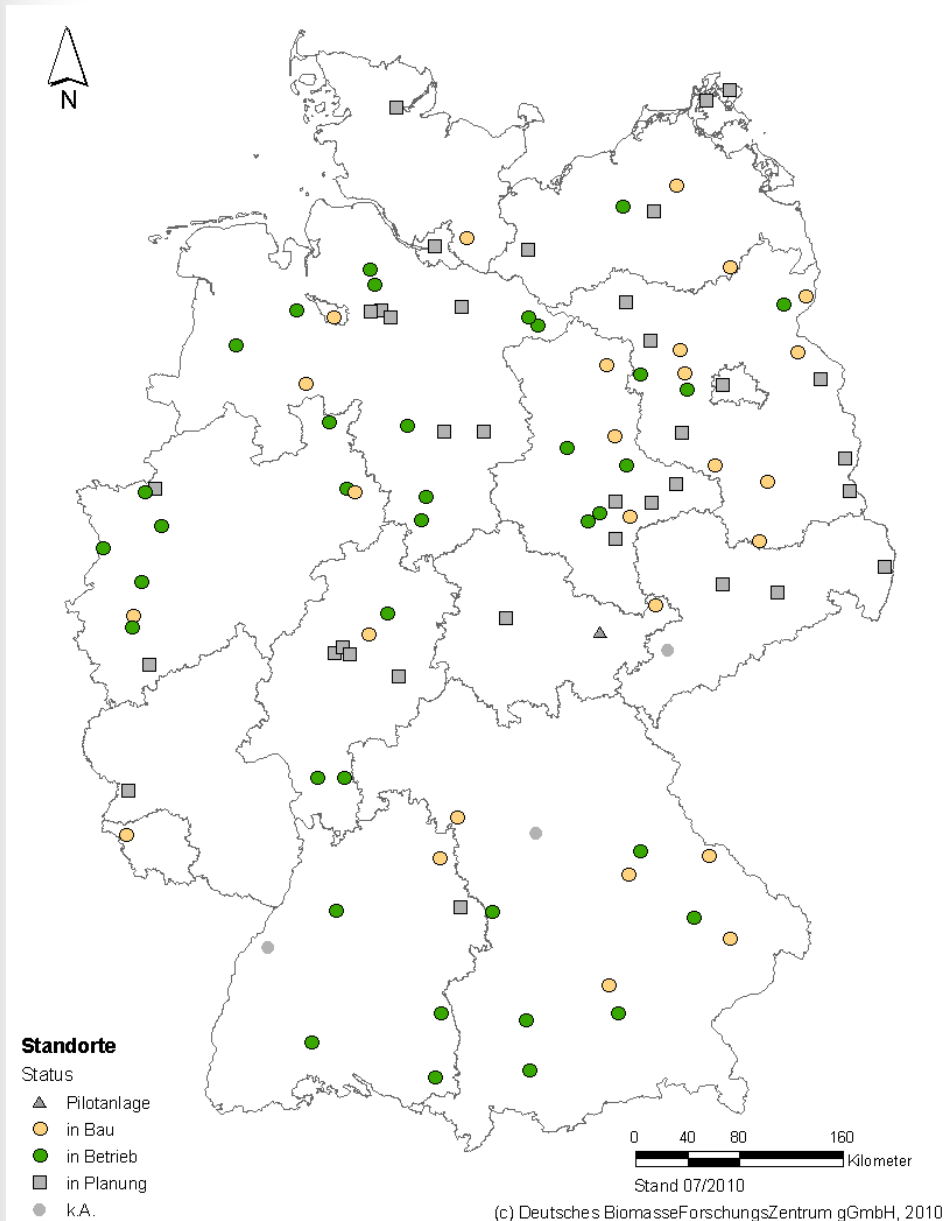 N
Standorte
Status
Pilotanlage
in Bau
in Betrieb
in Planung
k.A.
0 40 80 160
Kilometer
Stand 07/2010
(c) Deutsches BiomasseForschungsZentrum gGmbH, 2010